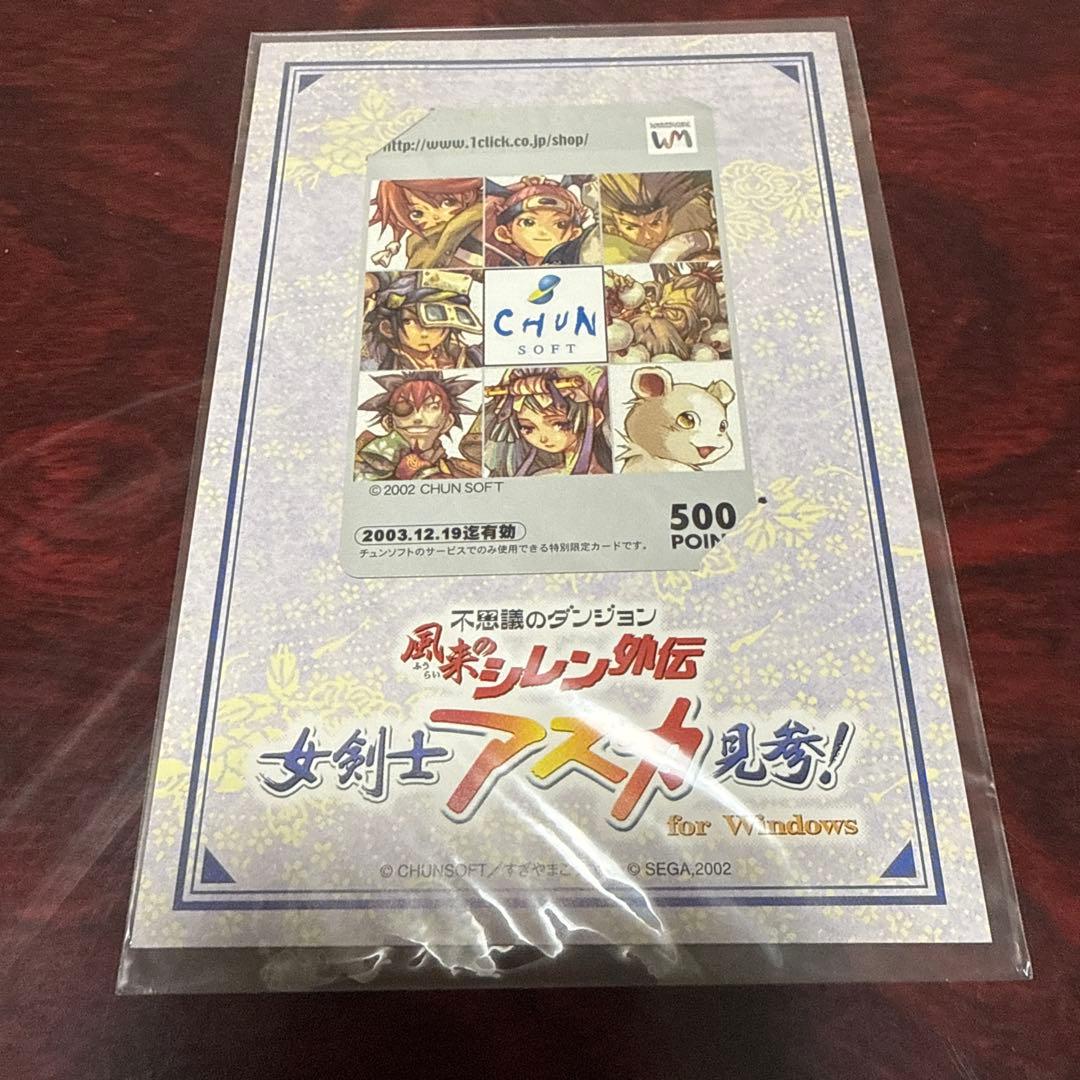 http://www.1click.co.jp/shop/
WM
CHUN
SOFT
©2002 CHUN SOFT
500
2003.12.19迄有効
チュンソフトのサービスでのみ使用できる特別限定カードです。
不思議のダンジョン
風来のシレン外伝
ふうらい
女剣士アスカ見参!
for Windows
© CHUNSOFT/すぎやまこ © SEGA,2002